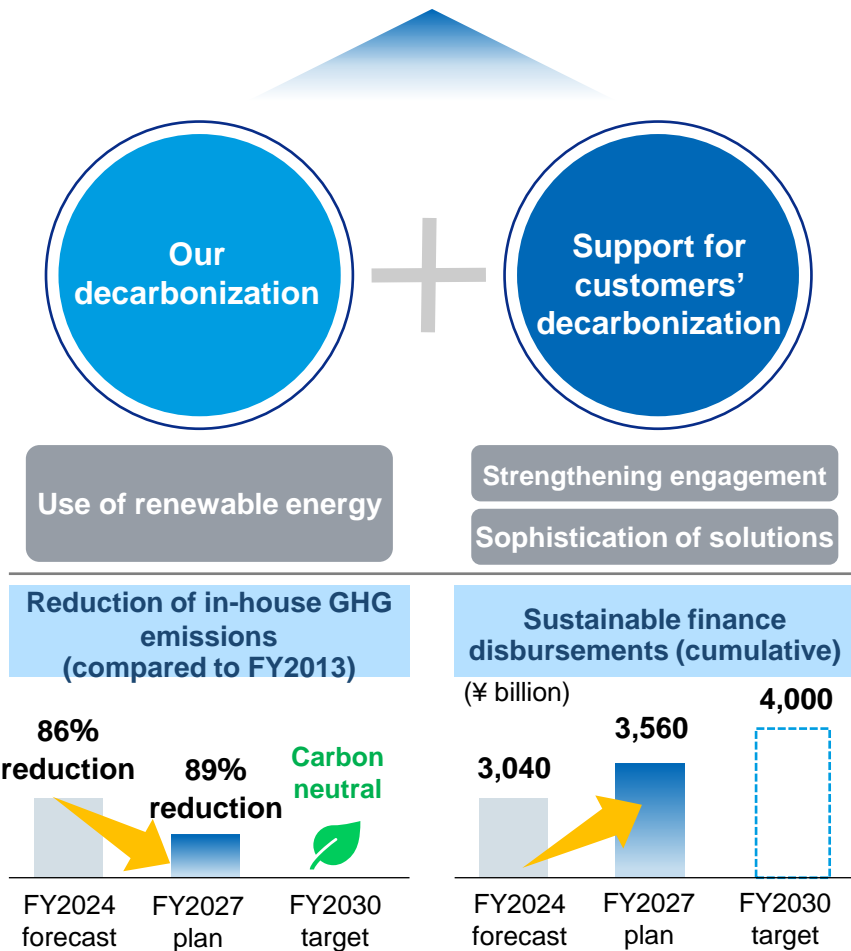 Our
decarbonization
Support for
customers’
decarbonization
Use of renewable energy
Strengthening engagement
Sophistication of solutions
Reduction of in-house GHG
emissions
(compared to FY2013)
86%
reduction
89%
reduction
Carbon
neutral
FY2024
forecast
FY2027
plan
FY2030
target
Sustainable finance
disbursements (cumulative)
(¥ billion)
3,040
3,560
4,000
FY2024
forecast
FY2027
plan
FY2030
target